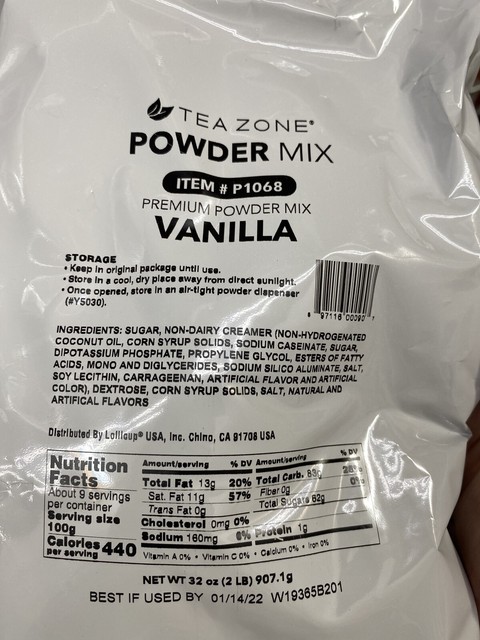 TEA ZONE®
POWDER MIX
ITEM # P1068
PREMIUM POWDER MIX
VANILLA
STORAGE
• Keep in original package until use.
• Store in a cool, dry place away from direct sunlight.
• Once opened, store in an air-tight powder dispenser
(#Y5030).
INGREDIENTS: SUGAR, NON-DAIRY CREAMER (NON-HYDROGENATED
COCONUT OIL, CORN SYRUP SOLIDS, SODIUM CASEINATE, SUGAR,
DIPOTASSIUM PHOSPHATE, PROPYLENE GLYCOL, ESTERS OF FATTY
ACIDS, MONO AND DIGLYCERIDES, SODIUM SILICO ALUMINATE, SALT,
SOY LECITHIN, CARRAGEENAN, ARTIFICIAL FLAVOR AND ARTIFICIAL
COLOR), DEXTROSE, CORN SYRUP SOLIDS, SALT, NATURAL AND
ARTIFICAL FLAVORS
Distributed By Lollicup® USA, Inc. Chino, CA 91708 USA
Nutrition
Facts
About 9 servings
per container
Serving size
100g
Calories 440
per serving
Amount/serving % DV
Total Fat 13g 20%
Sat. Fat 11g 57%
Trans Fat 0g
Cholesterol 0mg 0%
Sodium 160mg 6%
Amount/serving % DV
Total Carb. 83g 28%
Fiber 0g 0%
Total Sugars 62g
Protein 1g
Vitamin A 0% • Vitamin C 0% • Calcium 0% • Iron 0%
NET WT 32 oz (2 LB) 907.1g
BEST IF USED BY 01/14/22 W19365B201